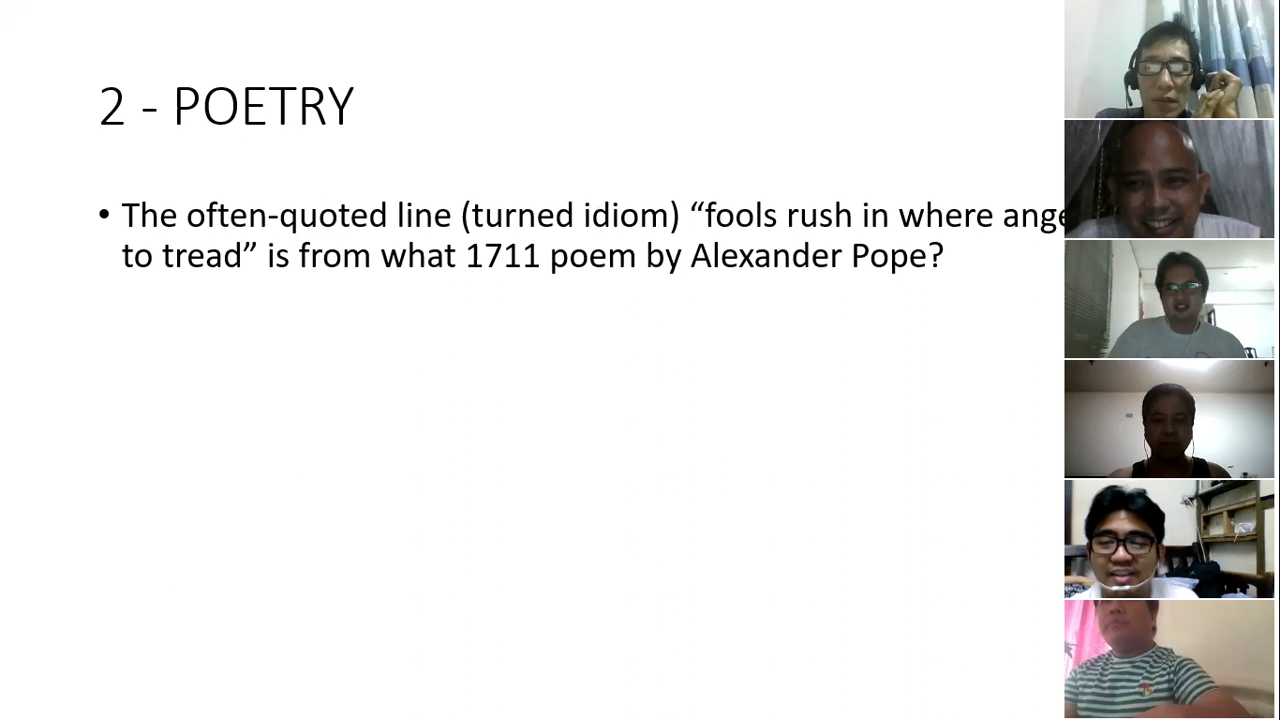 2 - POETRY
• The often-quoted line (turned idiom) “fools rush in where
to tread” is from what 1711 poem by Alexander Pope?